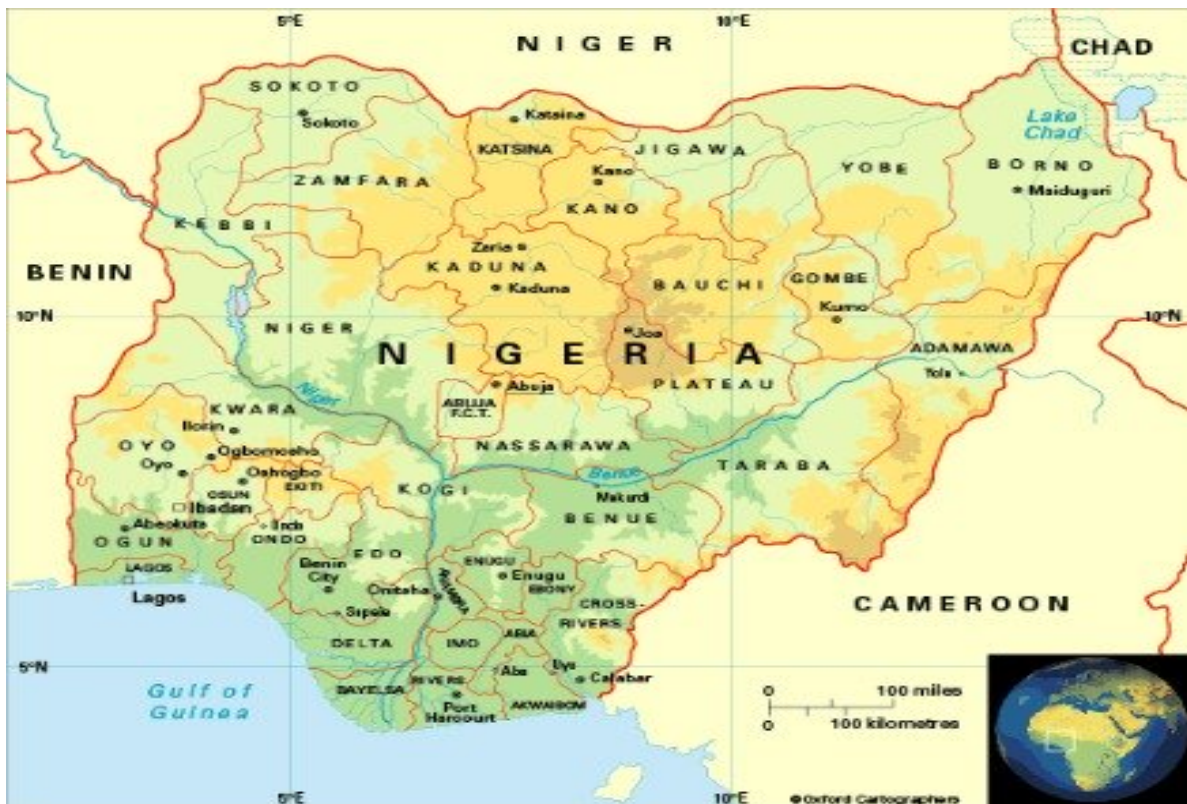 5°E 10°E
NIGER
CHAD
SOKOTO
Sokoto
Katsina
KATSINA
JIGAWA
Lake
Chad
YOBE
BORNO
Maiduguri
ZAMFARA
Kano
KANO
KEBBI
BENIN
Zaria
KADUNA
Kaduna
BAUCHI
GOMBE
Kumo
10°N 10°N
NIGER
Jos
NIGERIA
ADAMAWA
Yola
PLATEAU
Abuja
ABUJA
F.C.T.
Niger
KWARA
Ilorin
NASSARAWA
OYO
Ogbomosho
Oyo
Oshogbo
EKITI
OSUN
Ibadan
KOGI
Benue
TARABA
Makurdi
BENUE
Abeokuta
OGUN
ONDO
EDO
LAGOS
Lagos
Benin
City
Onitsha
ANAMBRA
ENUGU
Enugu
EBONY
CROSS-
RIVERS
CAMEROON
Sapele
DELTA
IMO
ABIA
5°N
Gulf of
Guinea
BAYELSA
RIVERS
Aba
Calabar
Port
Harcourt
AKWAIBOM
0 100 miles
0 100 kilometres
5°E 10°E
©Oxford Cartographers